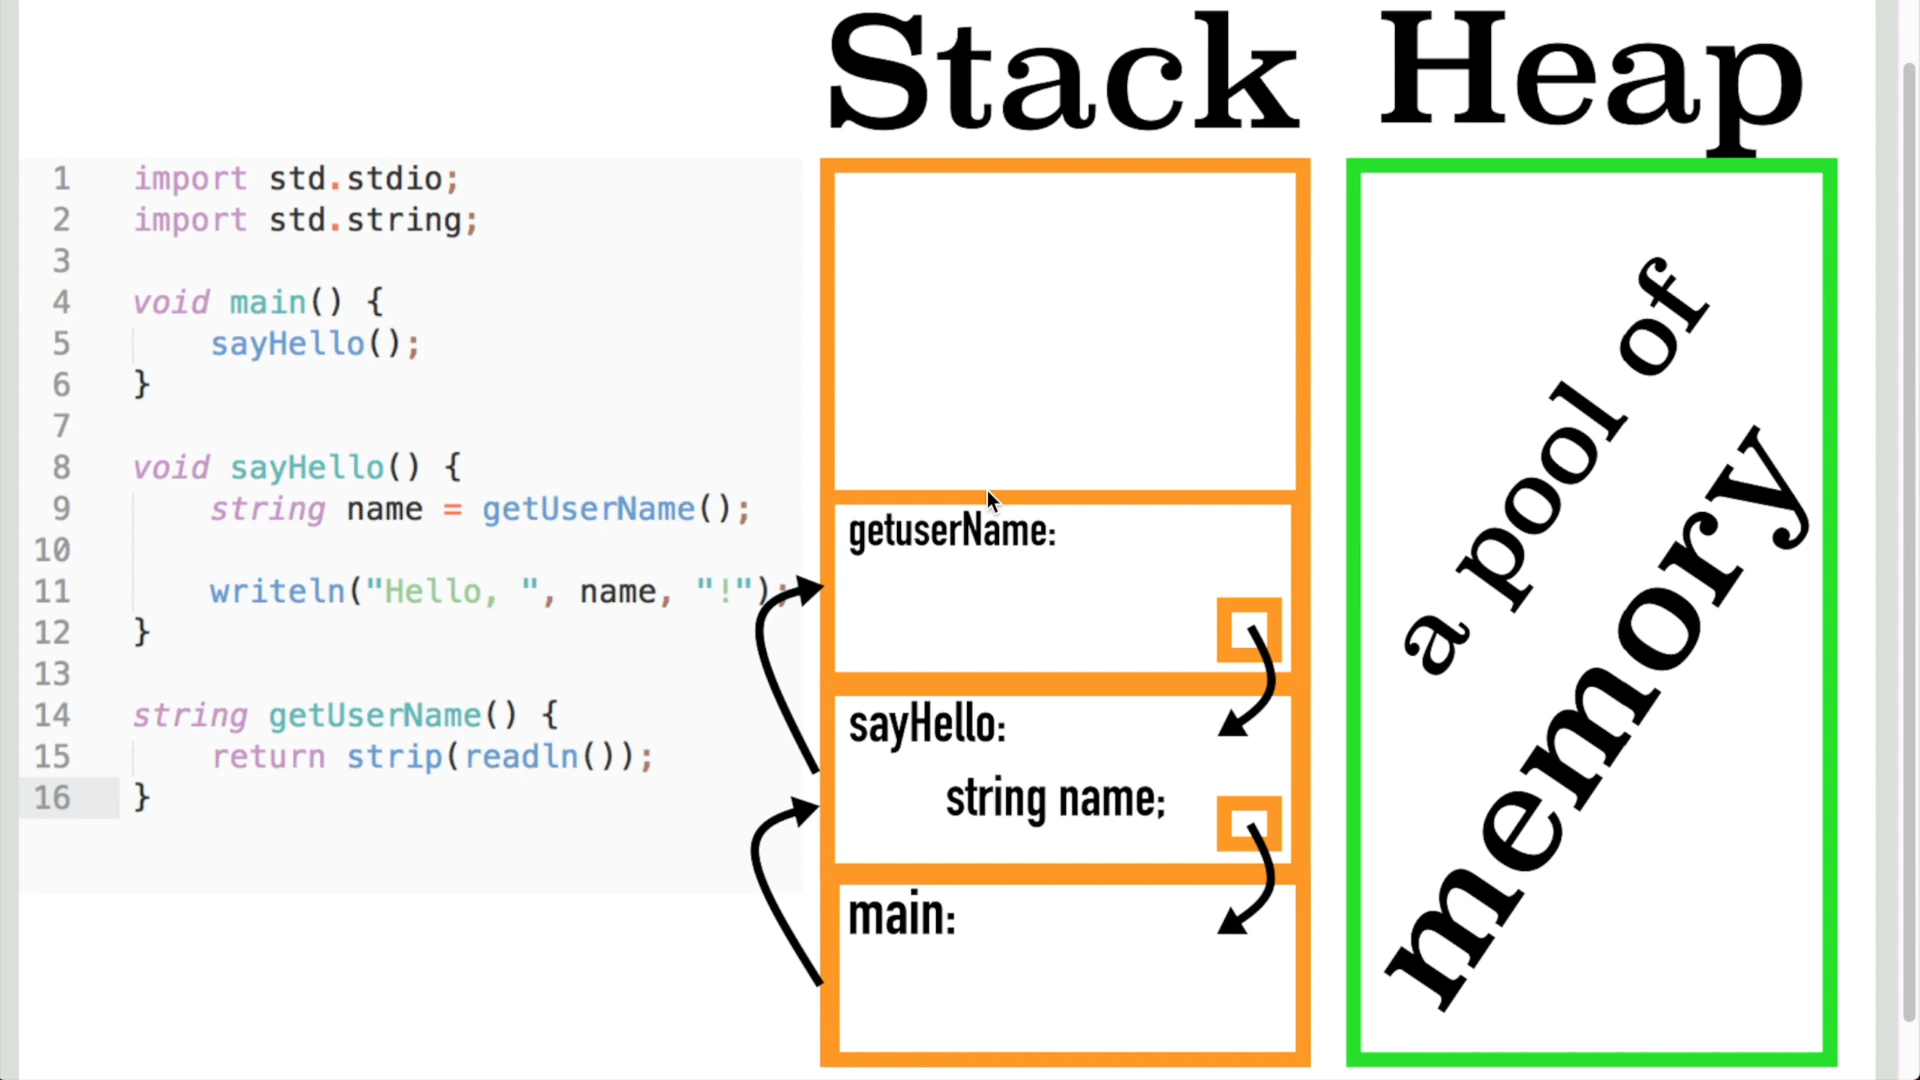 Stack Heap
1 import std.stdio;
2 import std.string;
3
4 void main() {
5 sayHello();
6 }
7
8 void sayHello() {
9 string name = getUserName();
10
11 writeln("Hello, ", name, "!");
12 }
13
14 string getUserName() {
15 return strip(readln());
16 }
getuserName:
sayHello:
string name;
main:
a pool of
memory